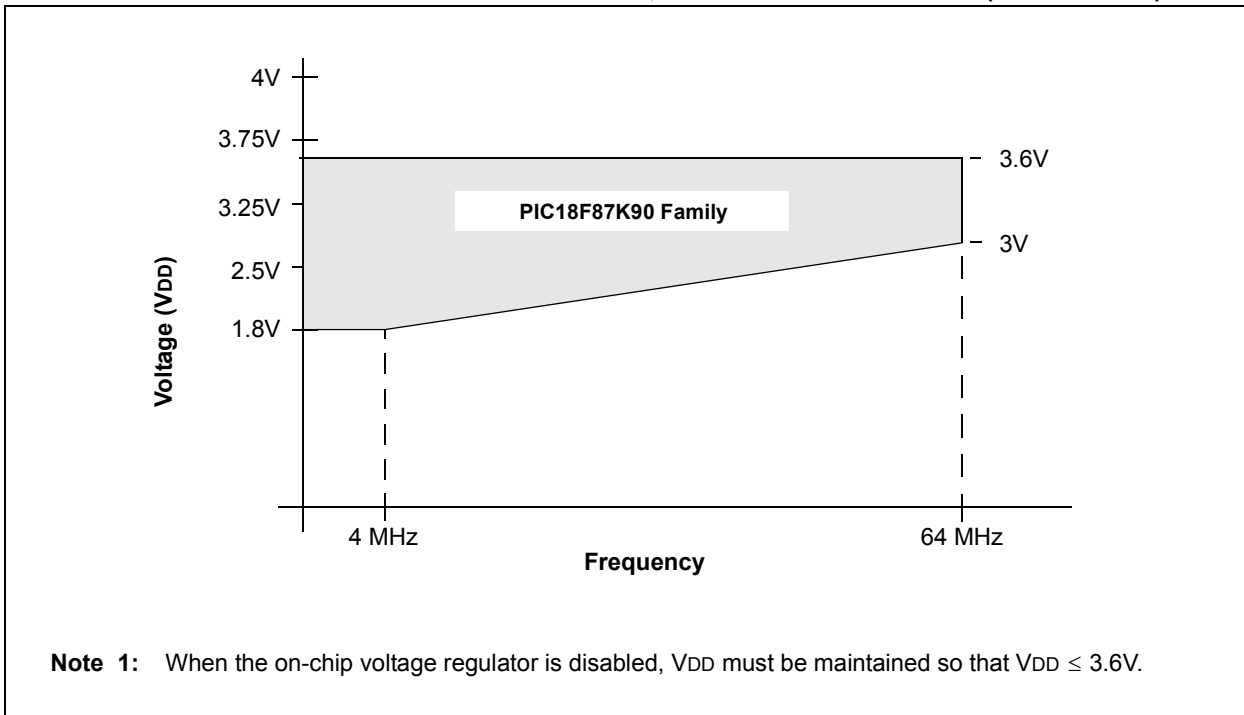 4V
3.75V
3.6V
3.25V
PIC18F87K90 Family
3V
2.5V
1.8V
Voltage (VDD)
4 MHz
64 MHz
Frequency
Note 1: When the on-chip voltage regulator is disabled, VDD must be maintained so that VDD ≤ 3.6V.